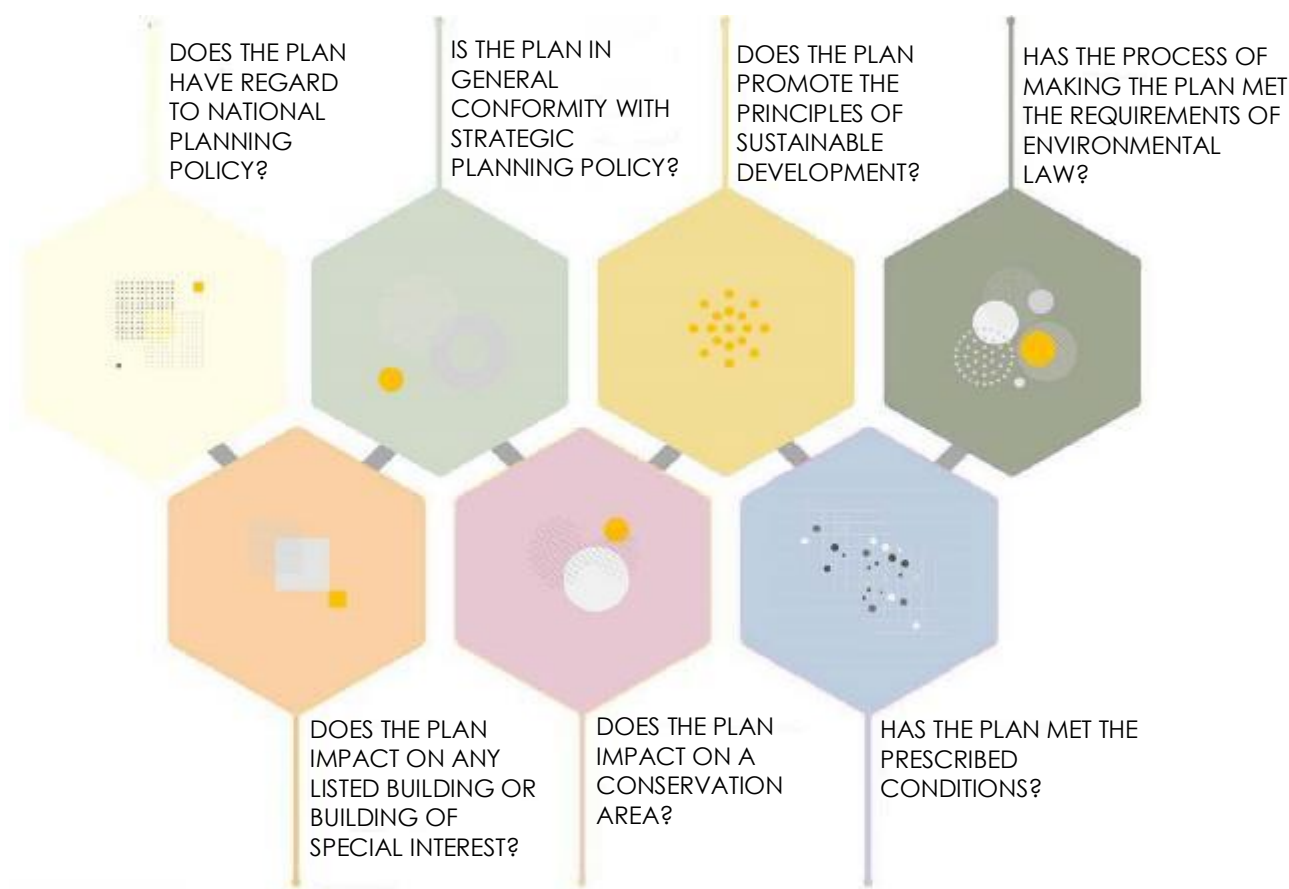 DOES THE PLAN
HAVE REGARD
TO NATIONAL
PLANNING
POLICY?
IS THE PLAN IN
GENERAL
CONFORMITY WITH
STRATEGIC
PLANNING POLICY?
DOES THE PLAN
PROMOTE THE
PRINCIPLES OF
SUSTAINABLE
DEVELOPMENT?
HAS THE PROCESS OF
MAKING THE PLAN MET
THE REQUIREMENTS OF
ENVIRONMENTAL
LAW?
DOES THE PLAN
IMPACT ON ANY
LISTED BUILDING OR
BUILDING OF
SPECIAL INTEREST?
DOES THE PLAN
IMPACT ON A
CONSERVATION
AREA?
HAS THE PLAN MET THE
PRESCRIBED
CONDITIONS?